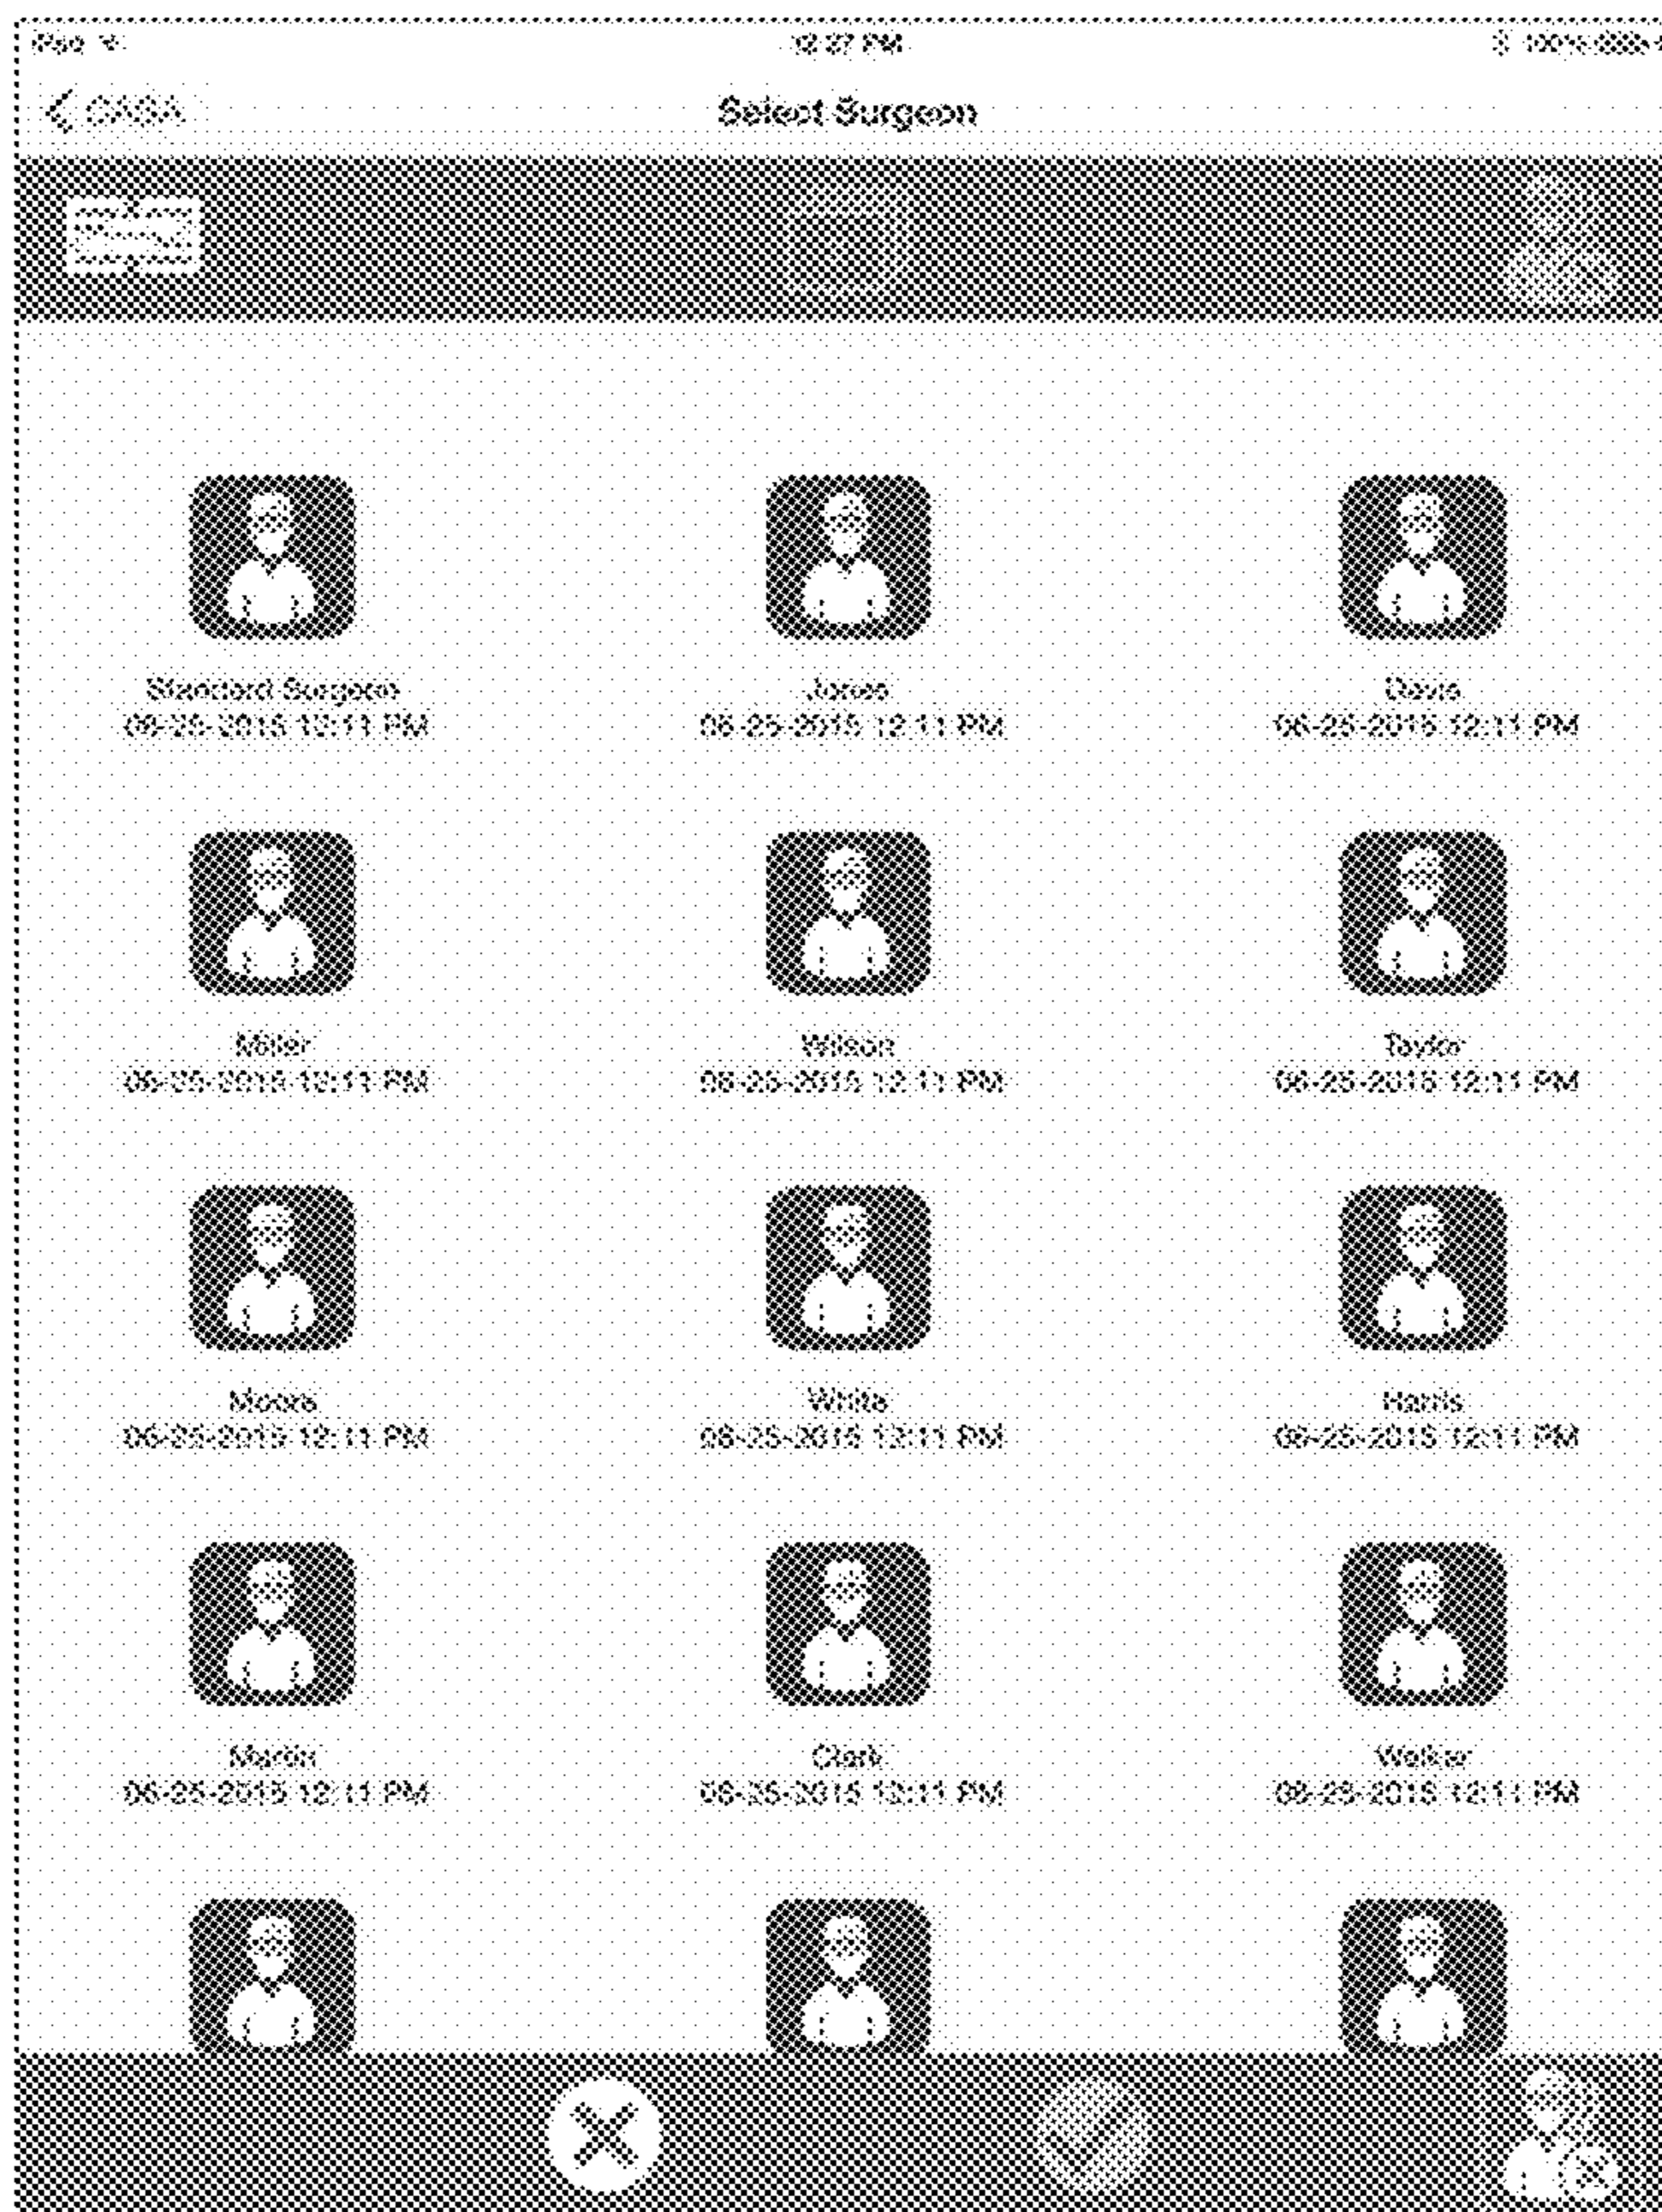 iPad 12:27 PM 100%
CASA Select Surgeon
Standard Surgeon Jones Davis
06-25-2015 12:11 PM 06-25-2015 12:11 PM 06-25-2015 12:11 PM
Miller Wilson Taylor
06-25-2015 12:11 PM 06-25-2015 12:11 PM 06-25-2015 12:11 PM
Moore White Harris
06-25-2015 12:11 PM 06-25-2015 12:11 PM 06-25-2015 12:11 PM
Martin Clark Walker
06-25-2015 12:11 PM 06-25-2015 12:11 PM 06-25-2015 12:11 PM